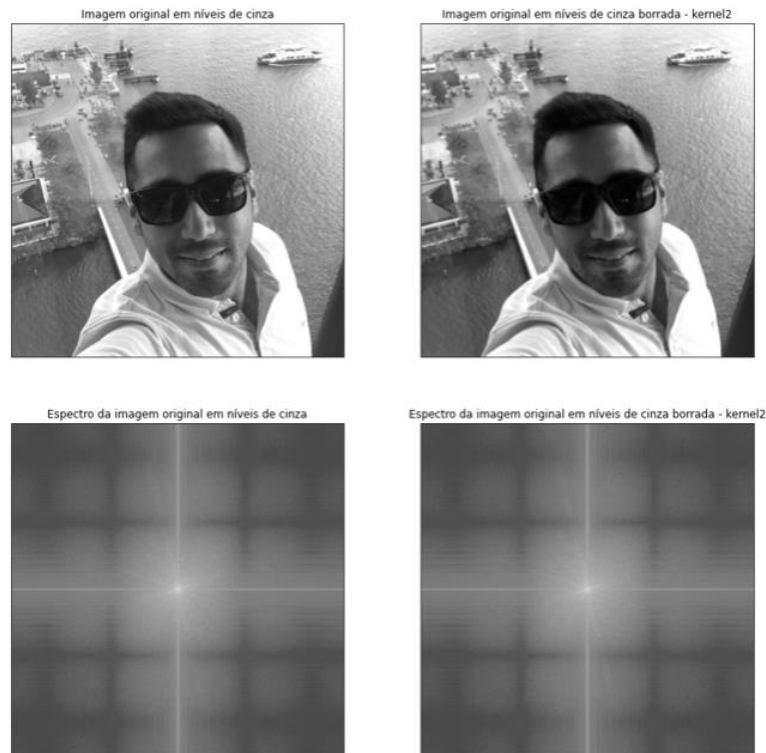 Imagem original em níveis de cinza
Imagem original em níveis de cinza borrada - kernel2
Espectro da imagem original em níveis de cinza
Espectro da imagem original em níveis de cinza borrada - kernel2